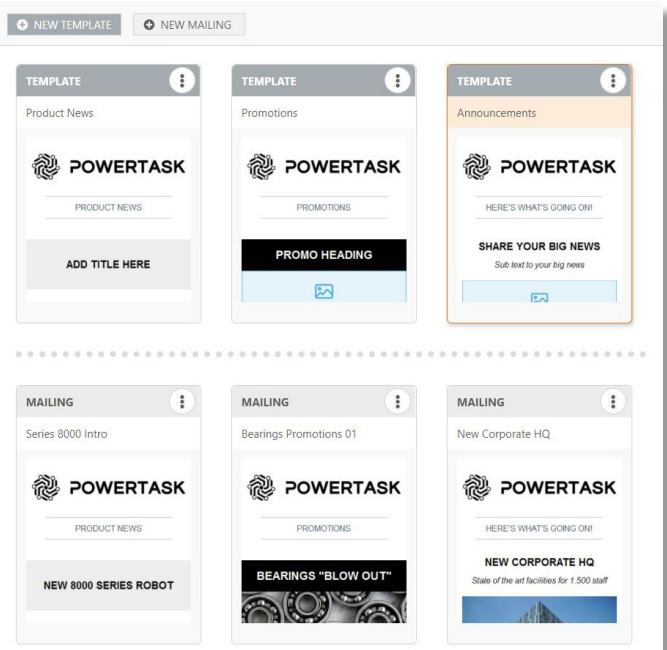 NEW TEMPLATE NEW MAILING
TEMPLATE
Product News
POWERTASK
PRODUCT NEWS
ADD TITLE HERE
TEMPLATE
Promotions
POWERTASK
PROMOTIONS
PROMO HEADING
TEMPLATE
Announcements
POWERTASK
HERE'S WHAT'S GOING ON!
SHARE YOUR BIG NEWS
Sub text to your big news
MAILING
Series 8000 Intro
POWERTASK
PRODUCT NEWS
NEW 8000 SERIES ROBOT
MAILING
Bearings Promotions 01
POWERTASK
PROMOTIONS
BEARINGS "BLOW OUT"
MAILING
New Corporate HQ
POWERTASK
HERE'S WHAT'S GOING ON!
NEW CORPORATE HQ
State of the art facilities for 1.500 staff